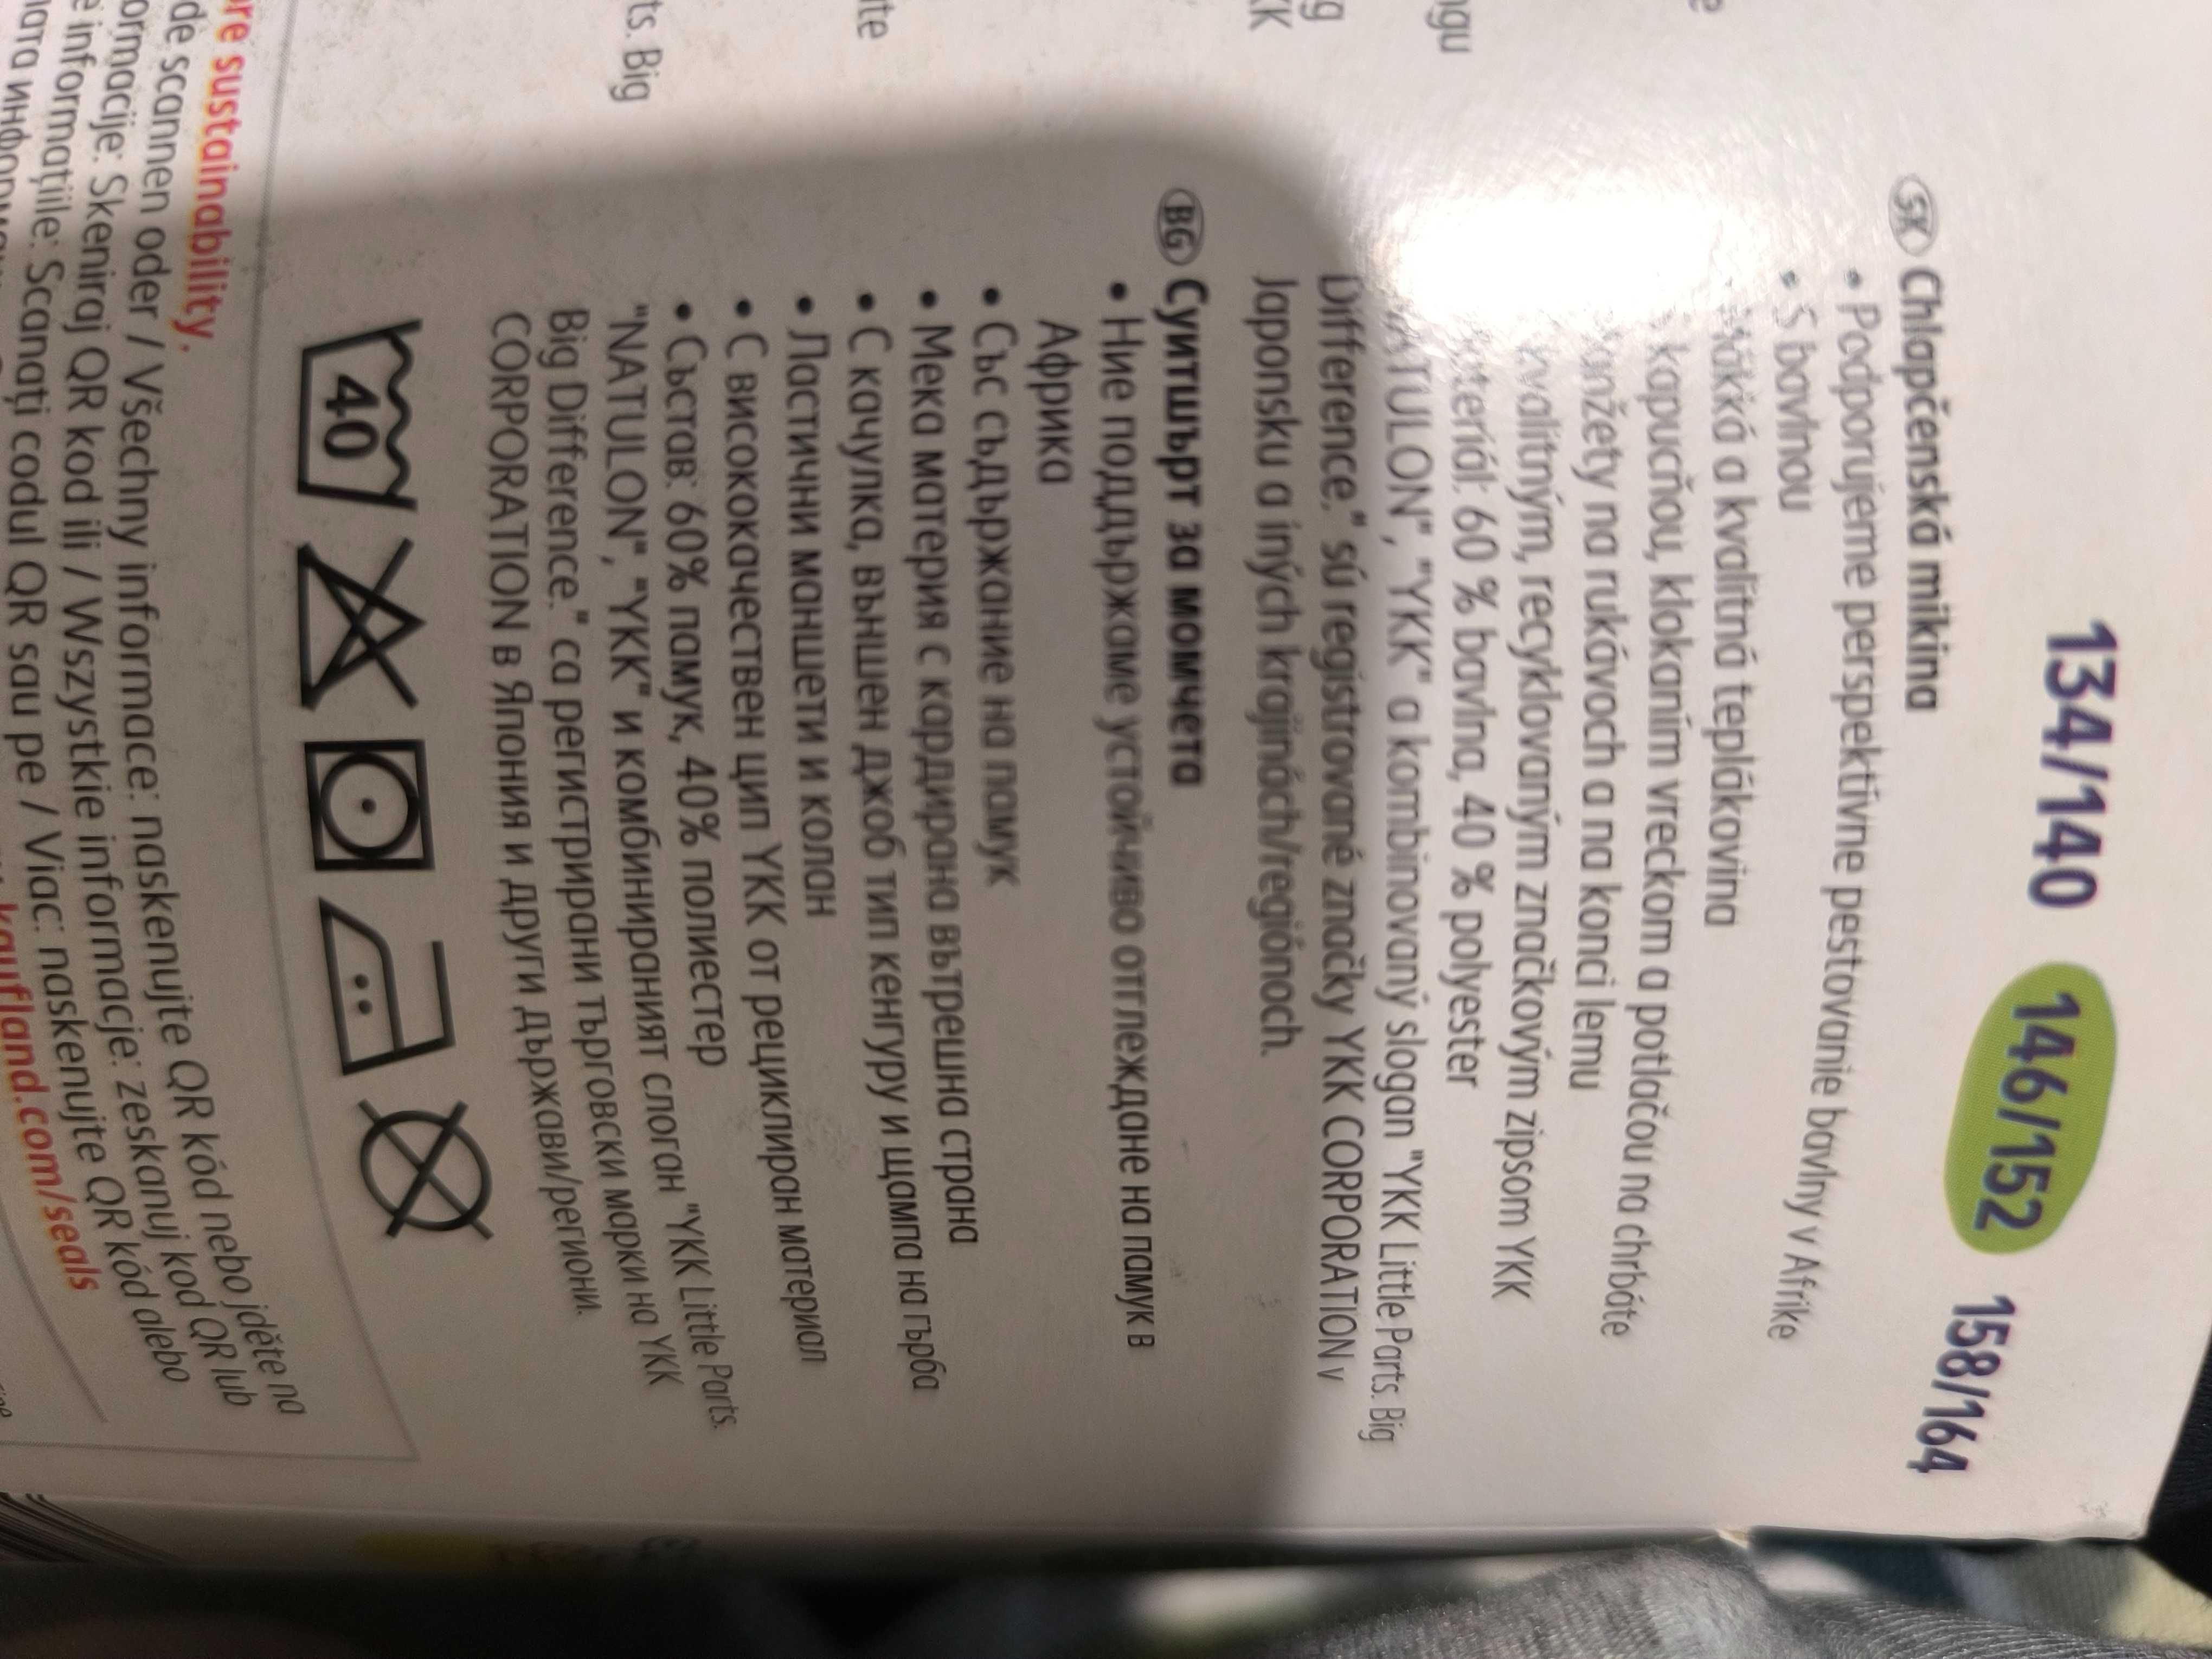 134/140 146/152 158/164
SK Chlapčenská mikina
• Podporujeme perspektívne pestovanie bavlny v Afrike
• S bavlnou
Mäkká a kvalitná teplákovina
kapucňou, klokaním vreckom a potlačou na chrbáte
na rukávoch a na konci lemu
recyklovaným značkovým zipsom YKK
60 % bavlna, 40 % polyester
"YKK" a kombinovaný slogan "YKK Little Parts. Big
Difference." sú registrované značky YKK CORPORATION v
Japonsku a iných krajinách/regiónoch.
BG Суитшърт за момчета
• Ние поддържаме устойчиво отглеждане на памук в
Африка
• Със съдържание на памук
• Мека материя с кардирана вътрешна страна
• С качулка, външен джоб тип кенгуру и щампа на гърба
• Ластични маншети и колан
• С висококачествен цип YKK от рециклиран материал
• Състав: 60% памук, 40% полиестер
"NATULON", "YKK" и комбинираният слоган "YKK Little Parts.
Big Difference." са регистрирани търговски марки на YKK
CORPORATION в Япония и други държави/региони.
40
sustainability.
scannen oder / Všechny informace: naskenujte QR kód nebo jděte na
Skeniraj QR kod ili / Wszystkie informacje: zeskanuj kod QR lub
informațiile: Scanați codul QR sau pe / Viac: naskenujte QR kód alebo
kaufland.com/seals
ts. Big